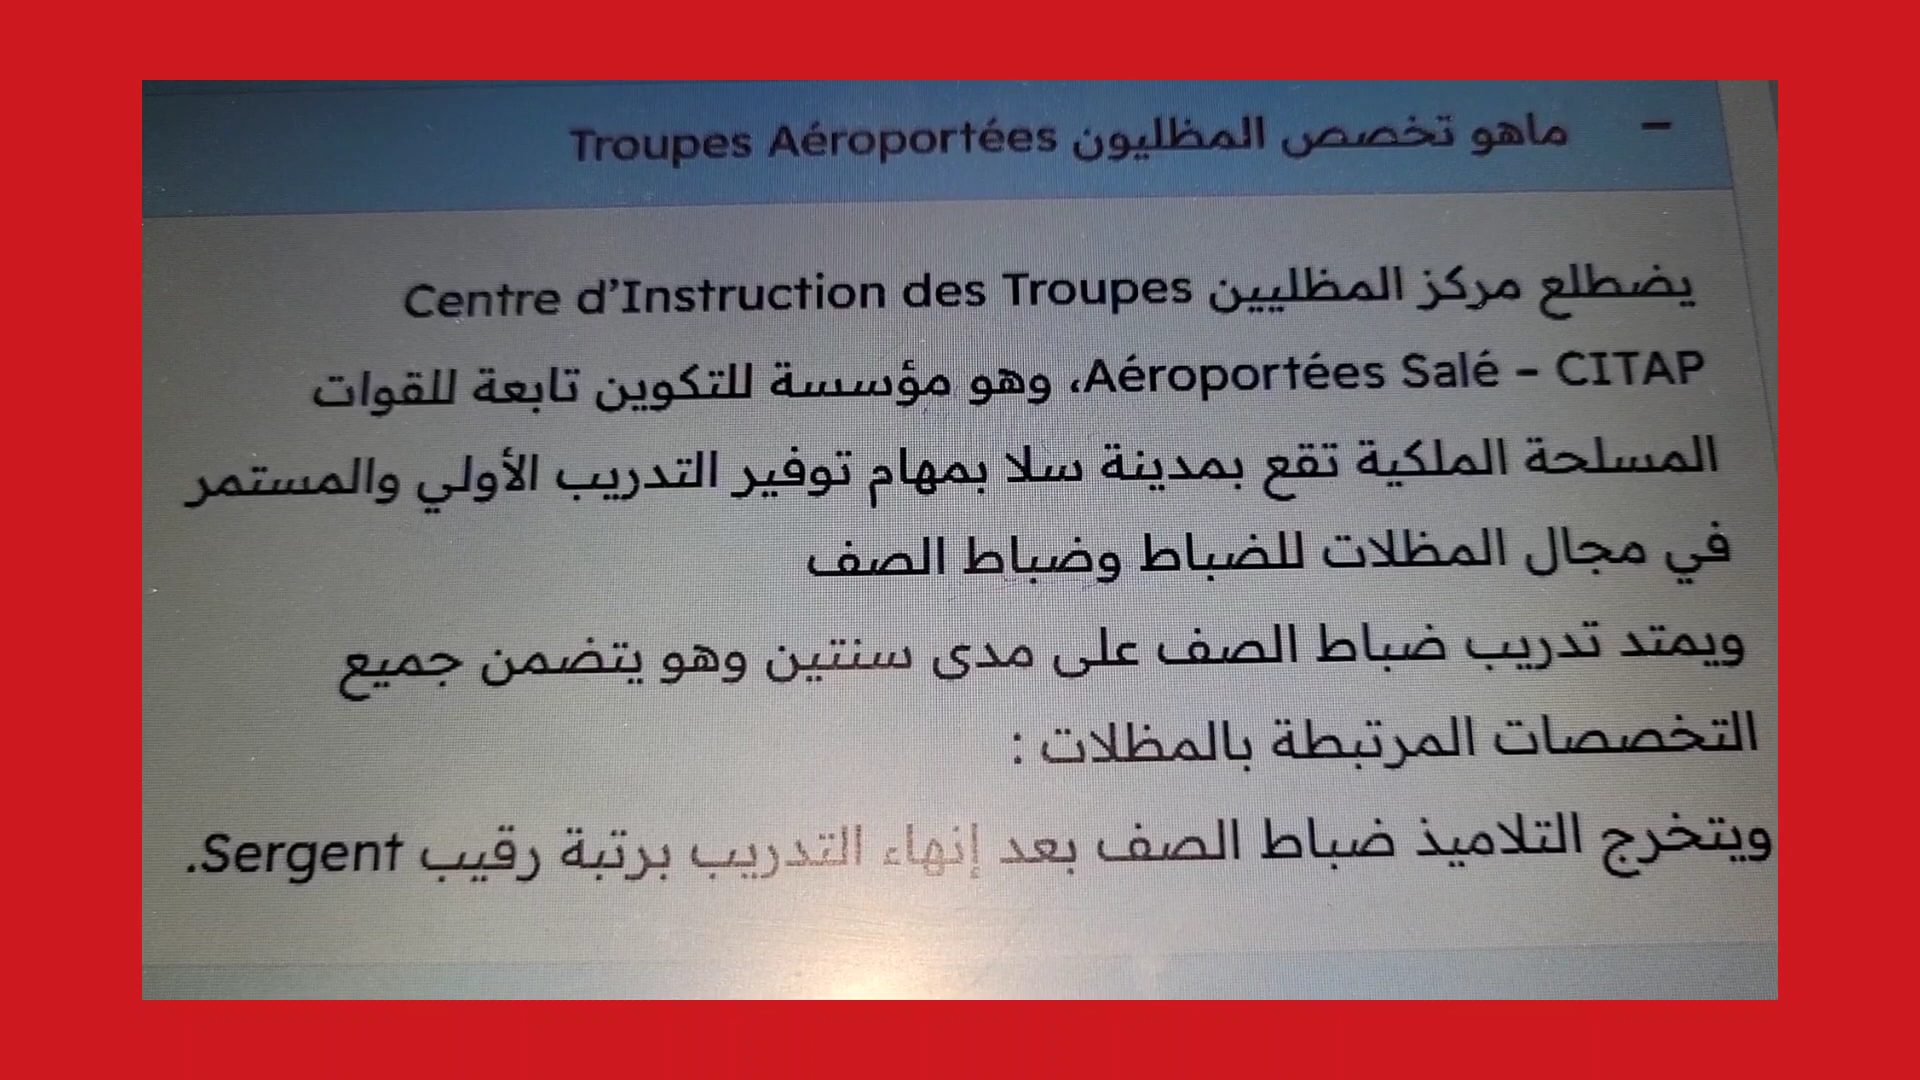 – ماهو تخصص المظليون Troupes Aéroportées
يضطلع مركز المظليين Centre d’Instruction des Troupes
Aéroportées Salé – CITAP، وهو مؤسسة للتكوين تابعة للقوات
المسلحة الملكية تقع بمدينة سلا بمهام توفير التدريب الأولي والمستمر
في مجال المظلات للضباط وضباط الصف
ويمتد تدريب ضباط الصف على مدى سنتين وهو يتضمن جميع
التخصصات المرتبطة بالمظلات :
ويتخرج التلاميذ ضباط الصف بعد إنهاء التدريب برتبة رقيب Sergent.